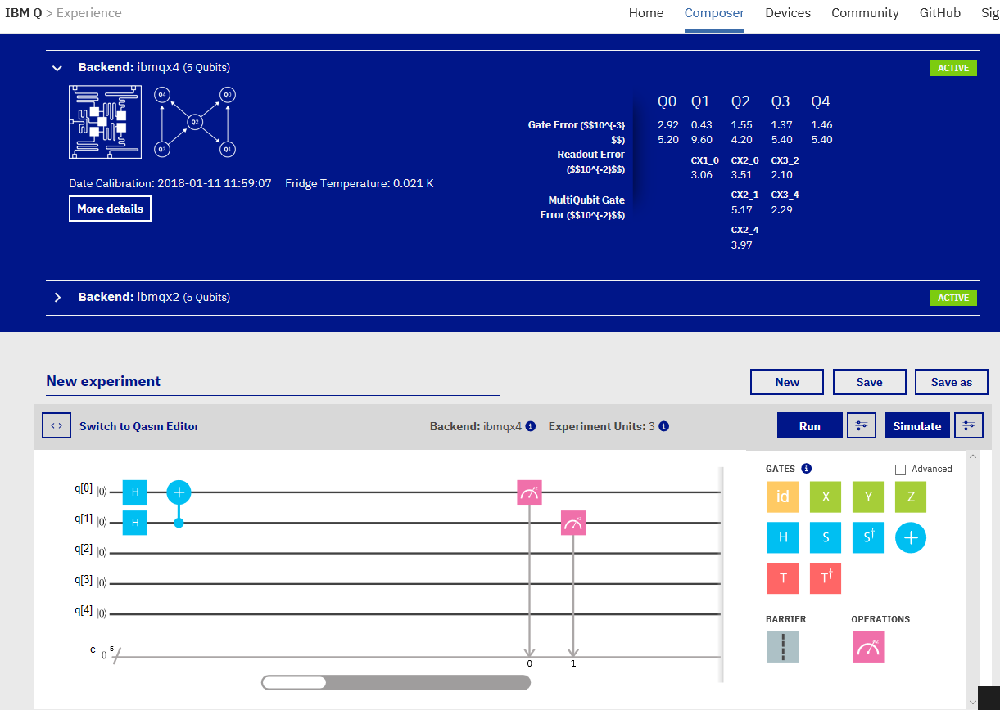 IBM Q > Experience
Home Composer Devices Community GitHub Sig
Backend: ibmqx4 (5 Qubits)
ACTIVE
Q4 Q0
Q2
Q3 Q1
Q0 Q1 Q2 Q3 Q4
Gate Error ($$10^{-3}
$$)
2.92 0.43 1.55 1.37 1.46
Readout Error
($$10^{-2}$$)
5.20 9.60 4.20 5.40 5.40
MultiQubit Gate
Error ($$10^{-2}$$)
CX1_0 CX2_0 CX3_2
3.06 3.51 2.10
CX2_1 CX3_4
5.17 2.29
CX2_4
3.97
Date Calibration: 2018-01-11 11:59:07 Fridge Temperature: 0.021 K
More details
Backend: ibmqx2 (5 Qubits)
ACTIVE
New experiment
New Save Save as
<> Switch to Qasm Editor
Backend: ibmqx4 i Experiment Units: 3 i
Run Simulate
q[0] |0⟩ H +
q[1] |0⟩ H
q[2] |0⟩
q[3] |0⟩
q[4] |0⟩
c 0 5
0 1
z
z
GATES i Advanced
id X Y Z
H S S† +
T T†
BARRIER OPERATIONS
z